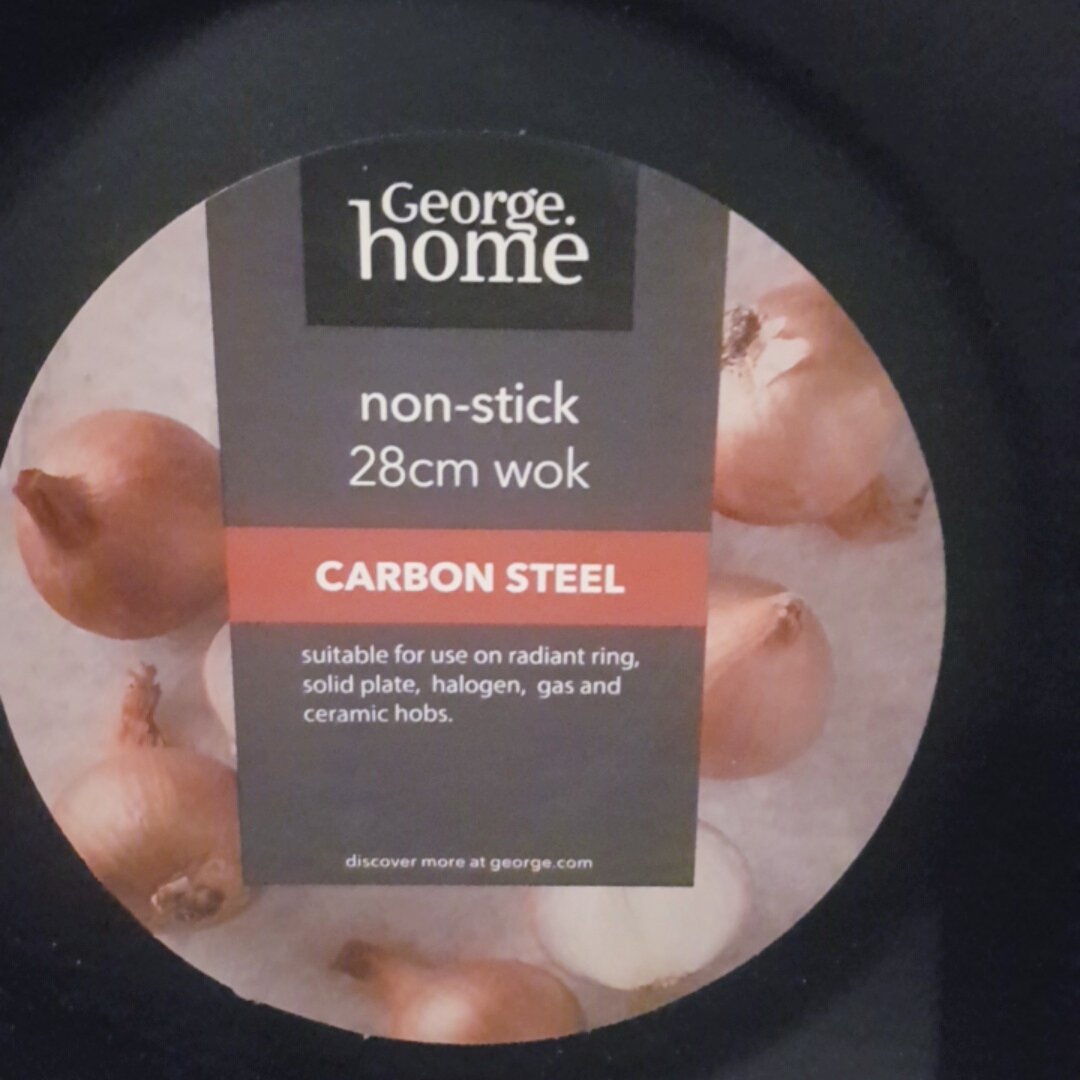 George.
home
non-stick
28cm wok
CARBON STEEL
suitable for use on radiant ring,
solid plate, halogen, gas and
ceramic hobs.
discover more at george.com